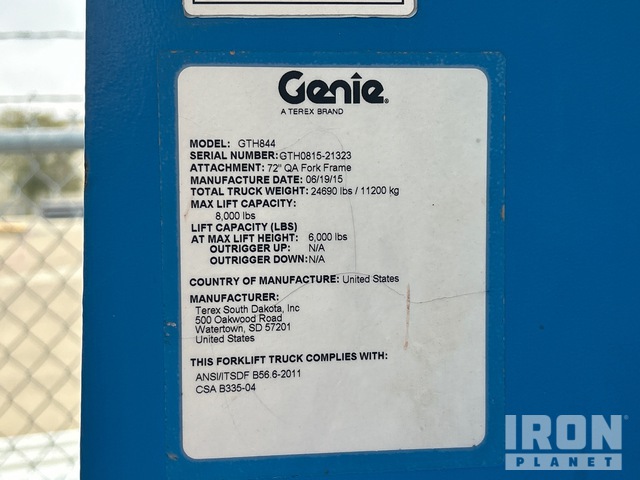 Genie®
A TEREX BRAND
MODEL: GTH844
SERIAL NUMBER: GTH0815-21323
ATTACHMENT: 72" QA Fork Frame
MANUFACTURE DATE: 06/19/15
TOTAL TRUCK WEIGHT: 24690 lbs / 11200 kg
MAX LIFT CAPACITY:
8,000 lbs
LIFT CAPACITY (LBS)
AT MAX LIFT HEIGHT: 6,000 lbs
OUTRIGGER UP: N/A
OUTRIGGER DOWN: N/A
COUNTRY OF MANUFACTURE: United States
MANUFACTURER:
Terex South Dakota, Inc
500 Oakwood Road
Watertown, SD 57201
United States
THIS FORKLIFT TRUCK COMPLIES WITH:
ANSI/ITSDF B56.6-2011
CSA B335-04
IRON
PLANET